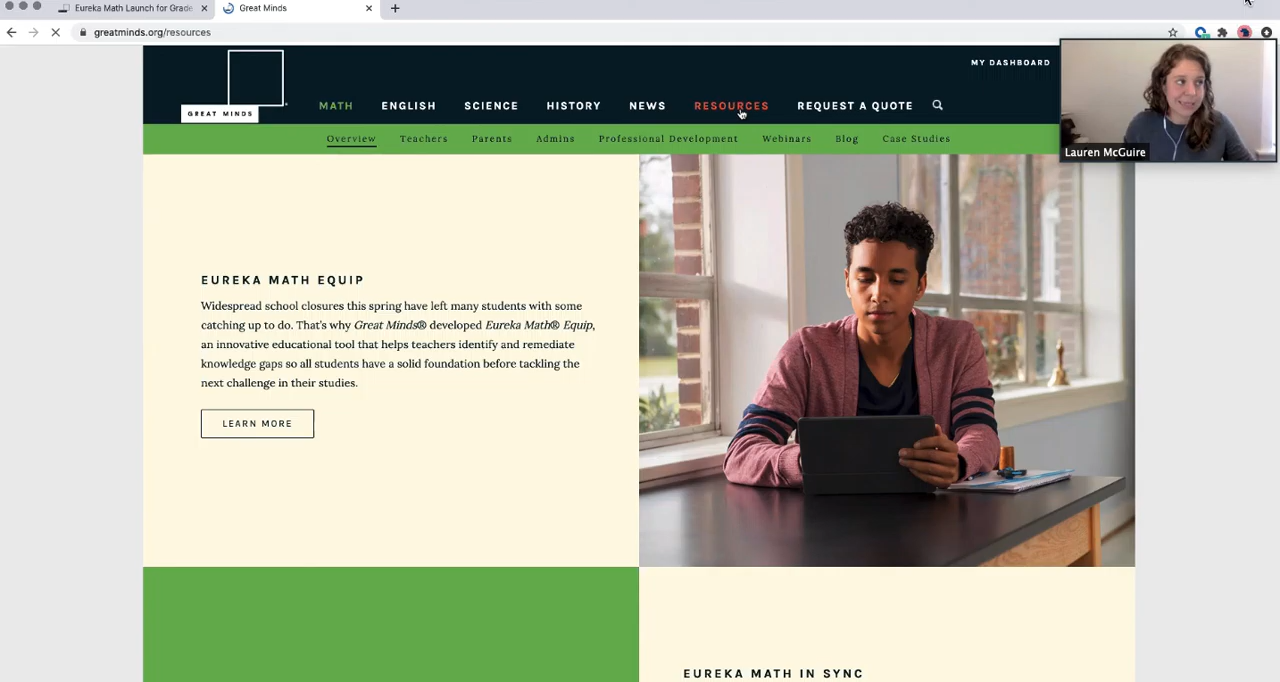 Eureka Math Launch for Grade
Great Minds
greatminds.org/resources
MY DASHBOARD
GREAT MINDS
MATH ENGLISH SCIENCE HISTORY NEWS RESOURCES REQUEST A QUOTE
Overview Teachers Parents Admins Professional Development Webinars Blog Case Studies
Lauren McGuire
EUREKA MATH EQUIP
Widespread school closures this spring have left many students with some
catching up to do. That's why Great Minds® developed Eureka Math® Equip,
an innovative educational tool that helps teachers identify and remediate
knowledge gaps so all students have a solid foundation before tackling the
next challenge in their studies.
LEARN MORE
EUREKA MATH IN SYNC